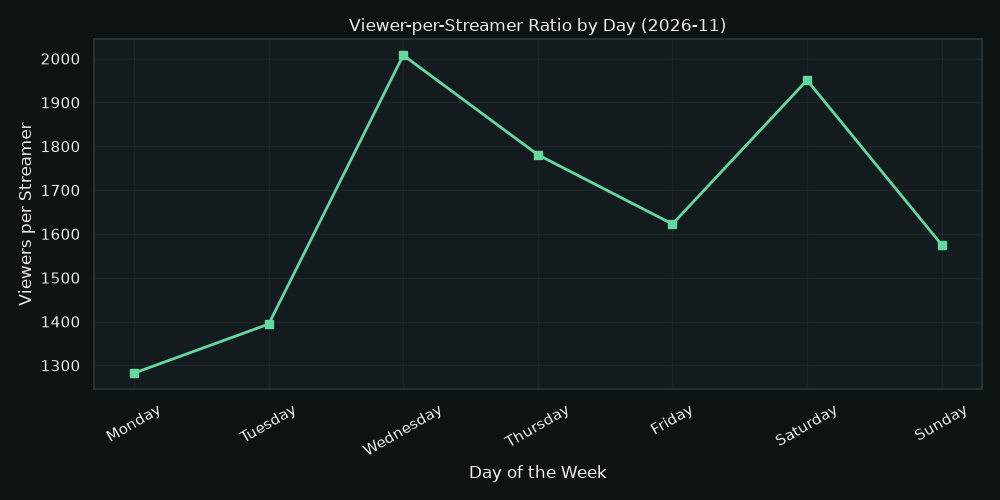 Viewer-per-Streamer Ratio by Day (2026-11)
Viewers per Streamer
2000
1900
1800
1700
1600
1500
1400
1300
Monday
Tuesday
Wednesday
Thursday
Friday
Saturday
Sunday
Day of the Week